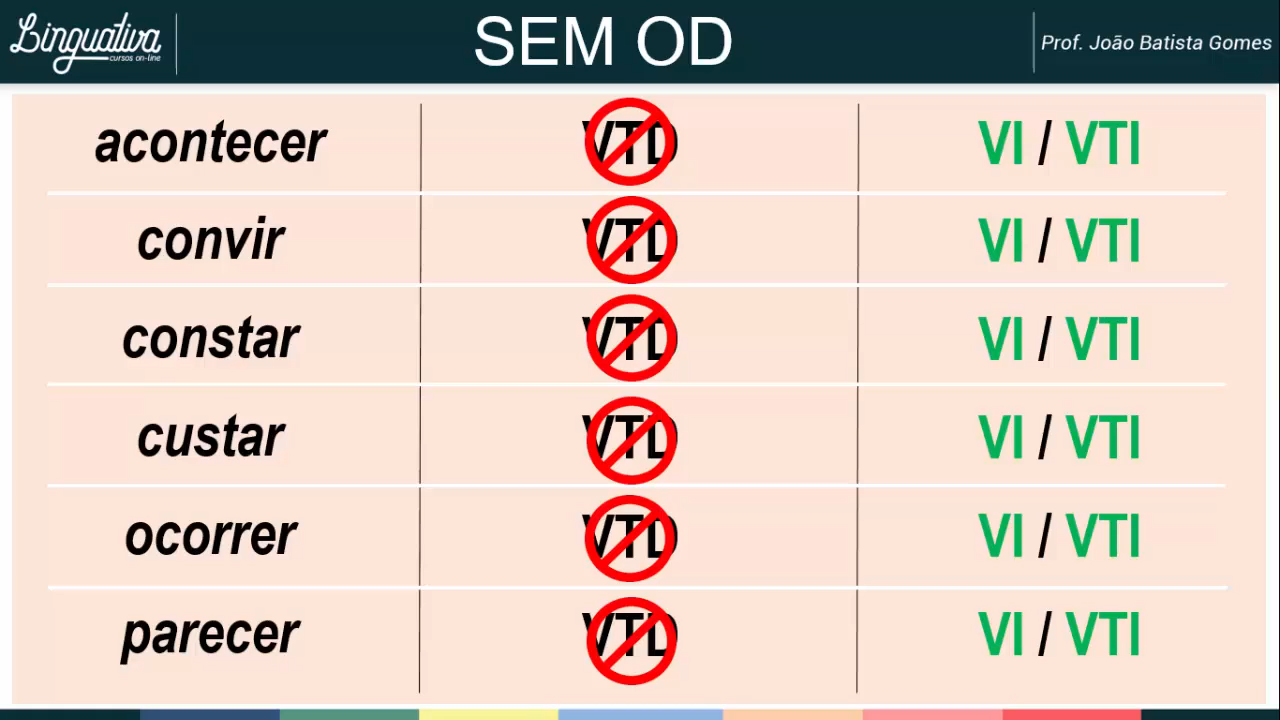 Linguativa
cursos on-line
SEM OD
Prof. João Batista Gomes
acontecer VTD VI / VTI
convir VTD VI / VTI
constar VTD VI / VTI
custar VTD VI / VTI
ocorrer VTD VI / VTI
parecer VTD VI / VTI